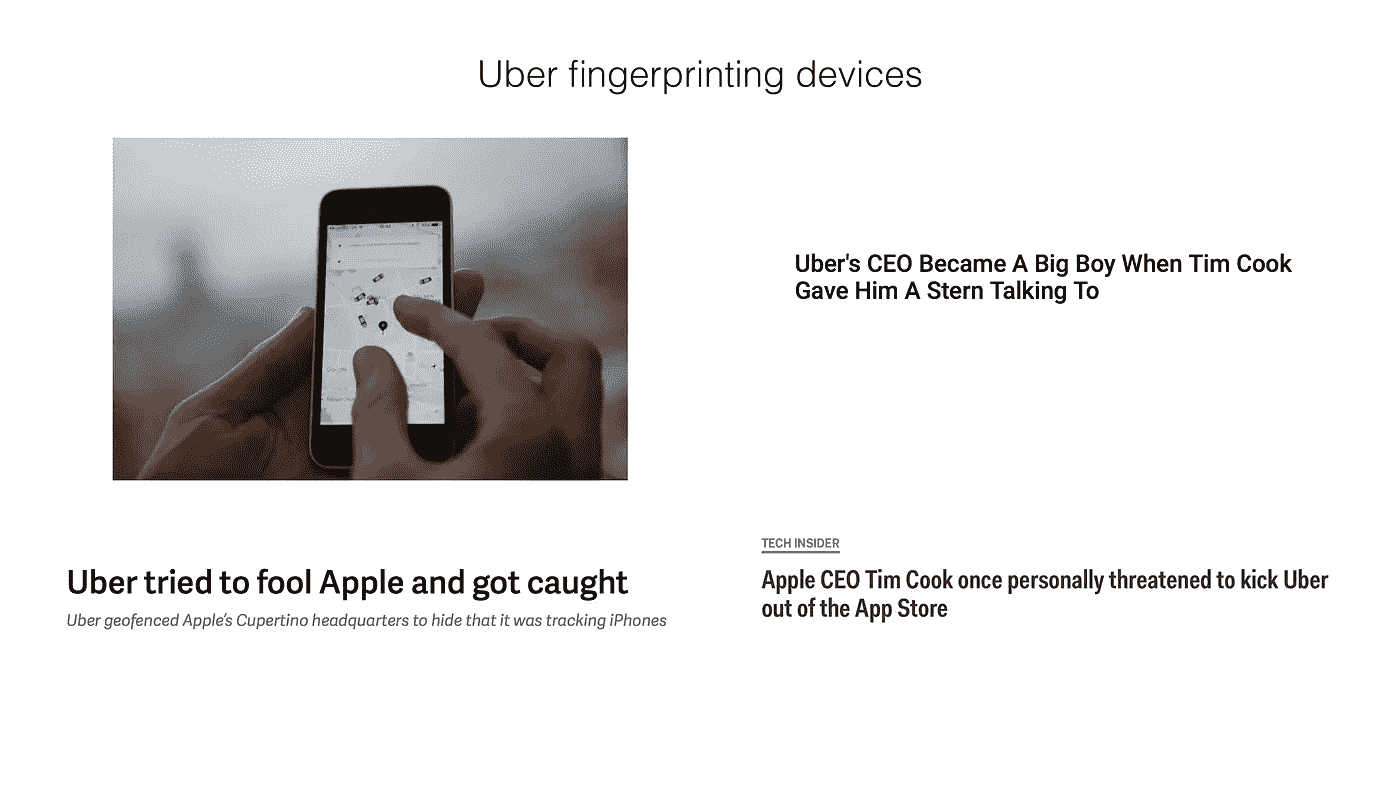 Uber fingerprinting devices
Uber's CEO Became A Big Boy When Tim Cook
Gave Him A Stern Talking To
Uber tried to fool Apple and got caught
Uber geofenced Apple's Cupertino headquarters to hide that it was tracking iPhones
TECH INSIDER
Apple CEO Tim Cook once personally threatened to kick Uber
out of the App Store